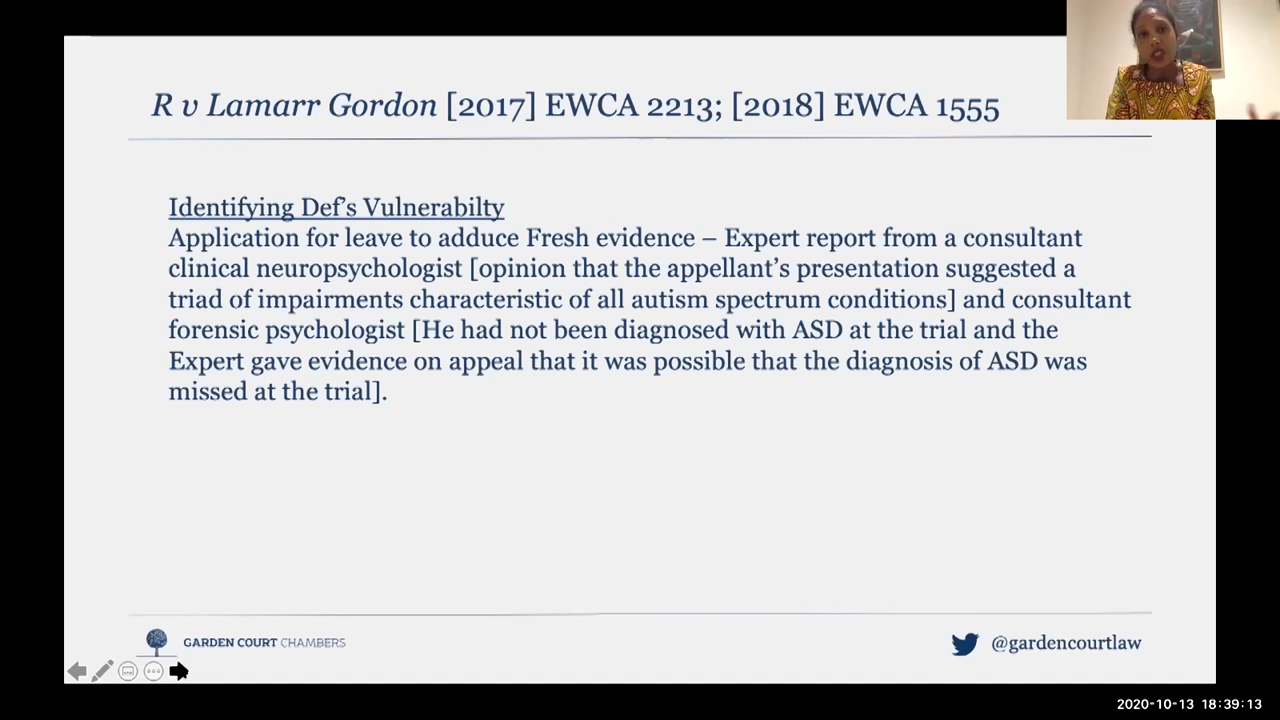 R v Lamarr Gordon [2017] EWCA 2213; [2018] EWCA 1555
Identifying Def's Vulnerabilty
Application for leave to adduce Fresh evidence – Expert report from a consultant
clinical neuropsychologist [opinion that the appellant's presentation suggested a
triad of impairments characteristic of all autism spectrum conditions] and consultant
forensic psychologist [He had not been diagnosed with ASD at the trial and the
Expert gave evidence on appeal that it was possible that the diagnosis of ASD was
missed at the trial].
GARDEN COURT CHAMBERS
@gardencourtlaw
2020-10-13 18:39:13